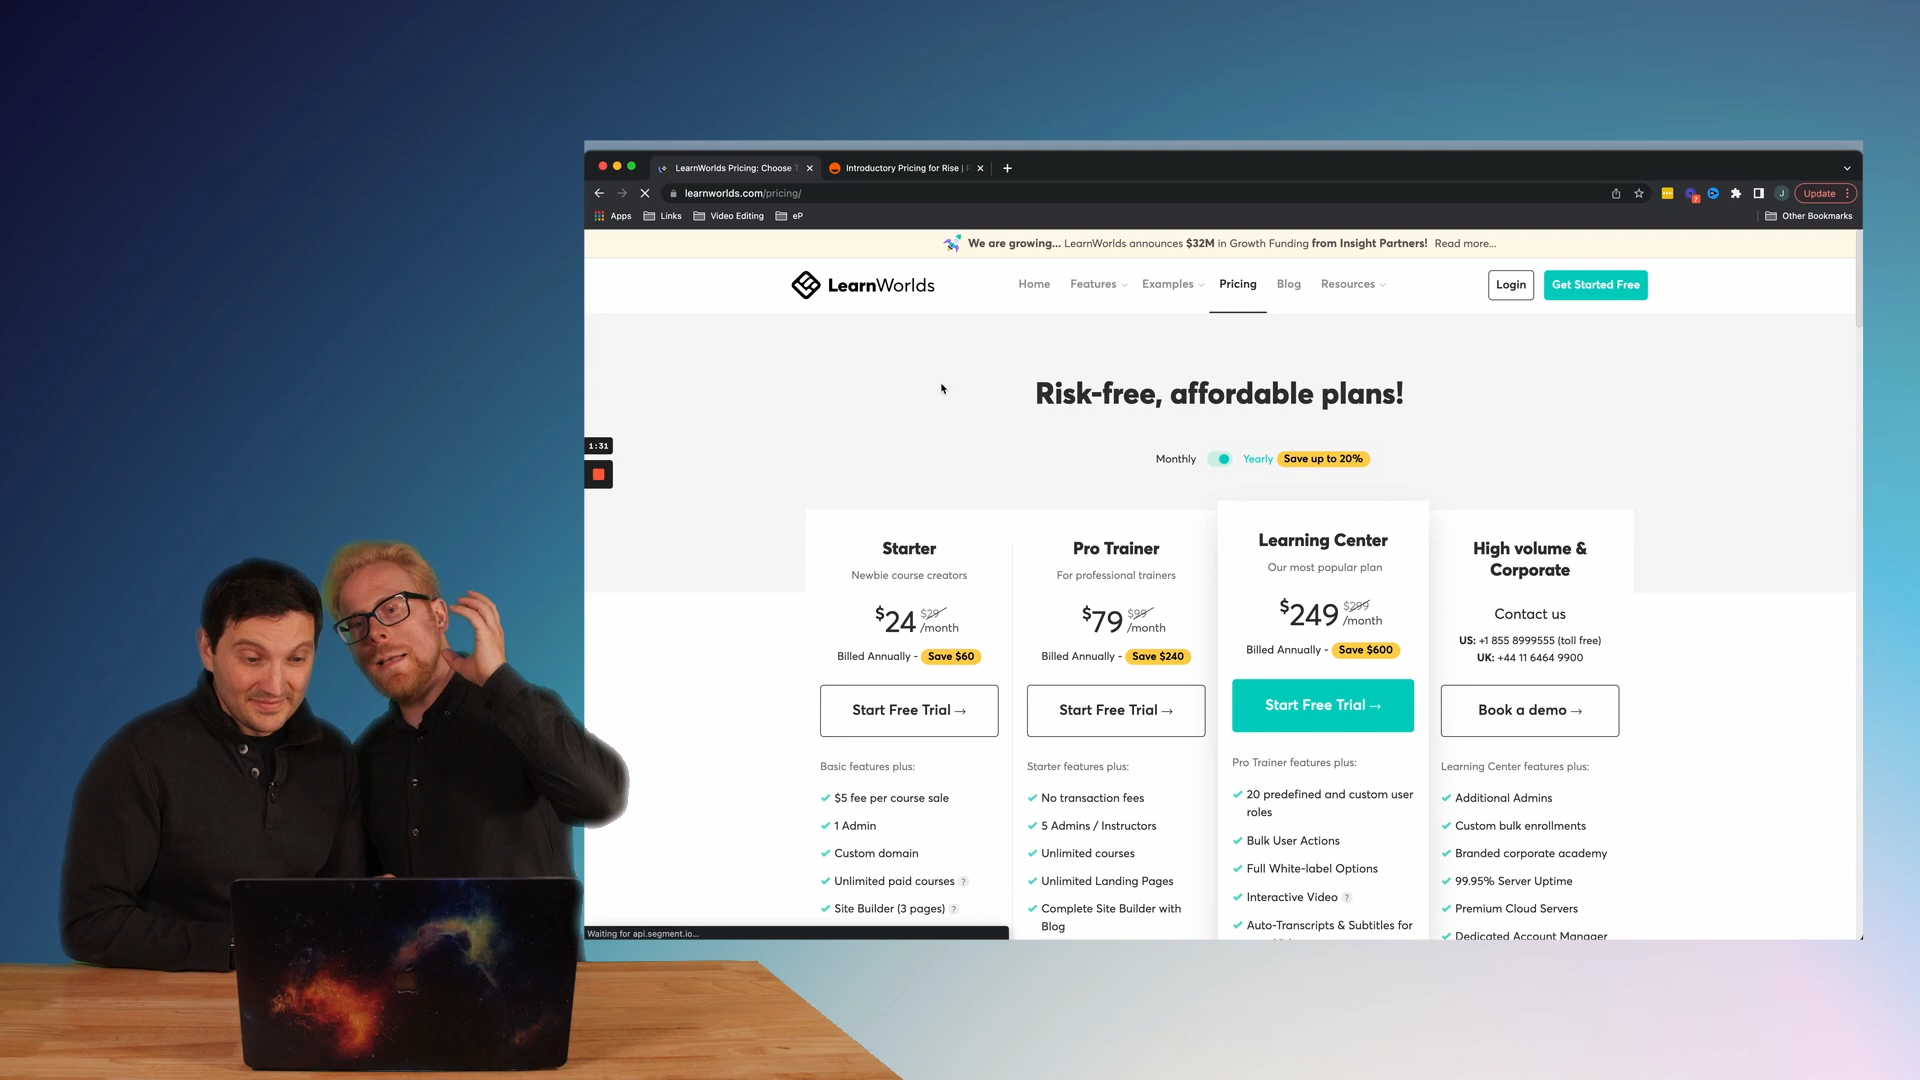 LearnWorlds Pricing: Choose
Introductory Pricing for Rise |
learnworlds.com/pricing/
J
Update
Apps
Links
Video Editing
eP
Other Bookmarks
We are growing... LearnWorlds announces $32M in Growth Funding from Insight Partners! Read more...
LearnWorlds
Home
Features
Examples
Pricing
Blog
Resources
Login
Get Started Free
Risk-free, affordable plans!
1:31
Monthly
Yearly
Save up to 20%
Starter
Newbie course creators
$24 $29 /month
Billed Annually - Save $60
Start Free Trial →
Basic features plus:
$5 fee per course sale
1 Admin
Custom domain
Unlimited paid courses ?
Site Builder (3 pages) ?
Pro Trainer
For professional trainers
$79 $99 /month
Billed Annually - Save $240
Start Free Trial →
Starter features plus:
No transaction fees
5 Admins / Instructors
Unlimited courses
Unlimited Landing Pages
Complete Site Builder with
Blog
Learning Center
Our most popular plan
$249 $299 /month
Billed Annually - Save $600
Start Free Trial →
Pro Trainer features plus:
20 predefined and custom user
roles
Bulk User Actions
Full White-label Options
Interactive Video ?
Auto-Transcripts & Subtitles for
High volume &
Corporate
Contact us
US: +1 855 8999555 (toll free)
UK: +44 11 6464 9900
Book a demo →
Learning Center features plus:
Additional Admins
Custom bulk enrollments
Branded corporate academy
99.95% Server Uptime
Premium Cloud Servers
Dedicated Account Manager
Waiting for api.segment.io...